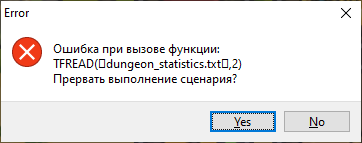 Error
Ошибка при вызове функции:
TFREAD(▯dungeon_statistics.txt▯,2)
Прервать выполнение сценария?
Yes
No